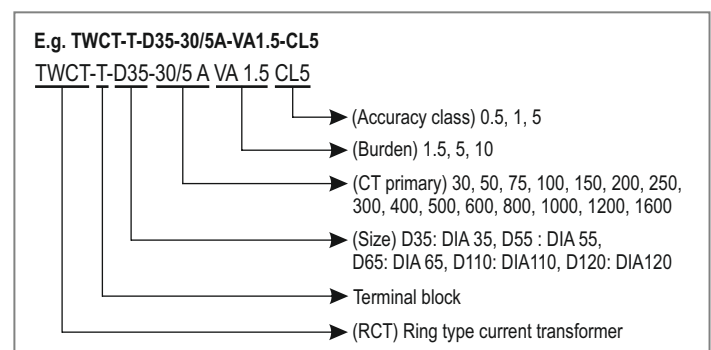 E.g. TWCT-T-D35-30/5A-VA1.5-CL5
TWCT-T-D35-30/5 A VA 1.5 CL5
(Accuracy class) 0.5, 1, 5
(Burden) 1.5, 5, 10
(CT primary) 30, 50, 75, 100, 150, 200, 250,
300, 400, 500, 600, 800, 1000, 1200, 1600
(Size) D35: DIA 35, D55 : DIA 55,
D65: DIA 65, D110: DIA110, D120: DIA120
Terminal block
(RCT) Ring type current transformer